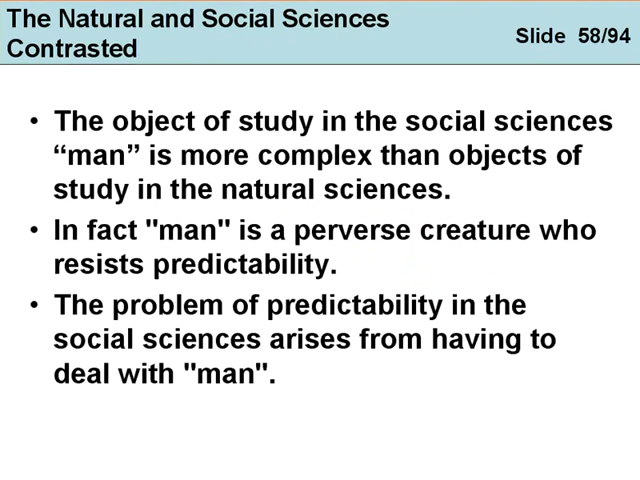 The Natural and Social Sciences
Contrasted
Slide 58/94
• The object of study in the social sciences
“man” is more complex than objects of
study in the natural sciences.
• In fact "man" is a perverse creature who
resists predictability.
• The problem of predictability in the
social sciences arises from having to
deal with "man".